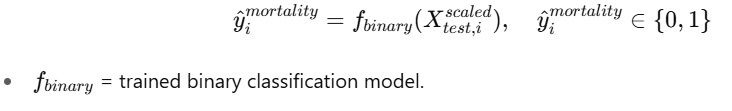 ŷ_i^{mortality} = f_{binary}(X_{test,i}^{scaled}), ŷ_i^{mortality} ∈ {0, 1}
• f_{binary} = trained binary classification model.